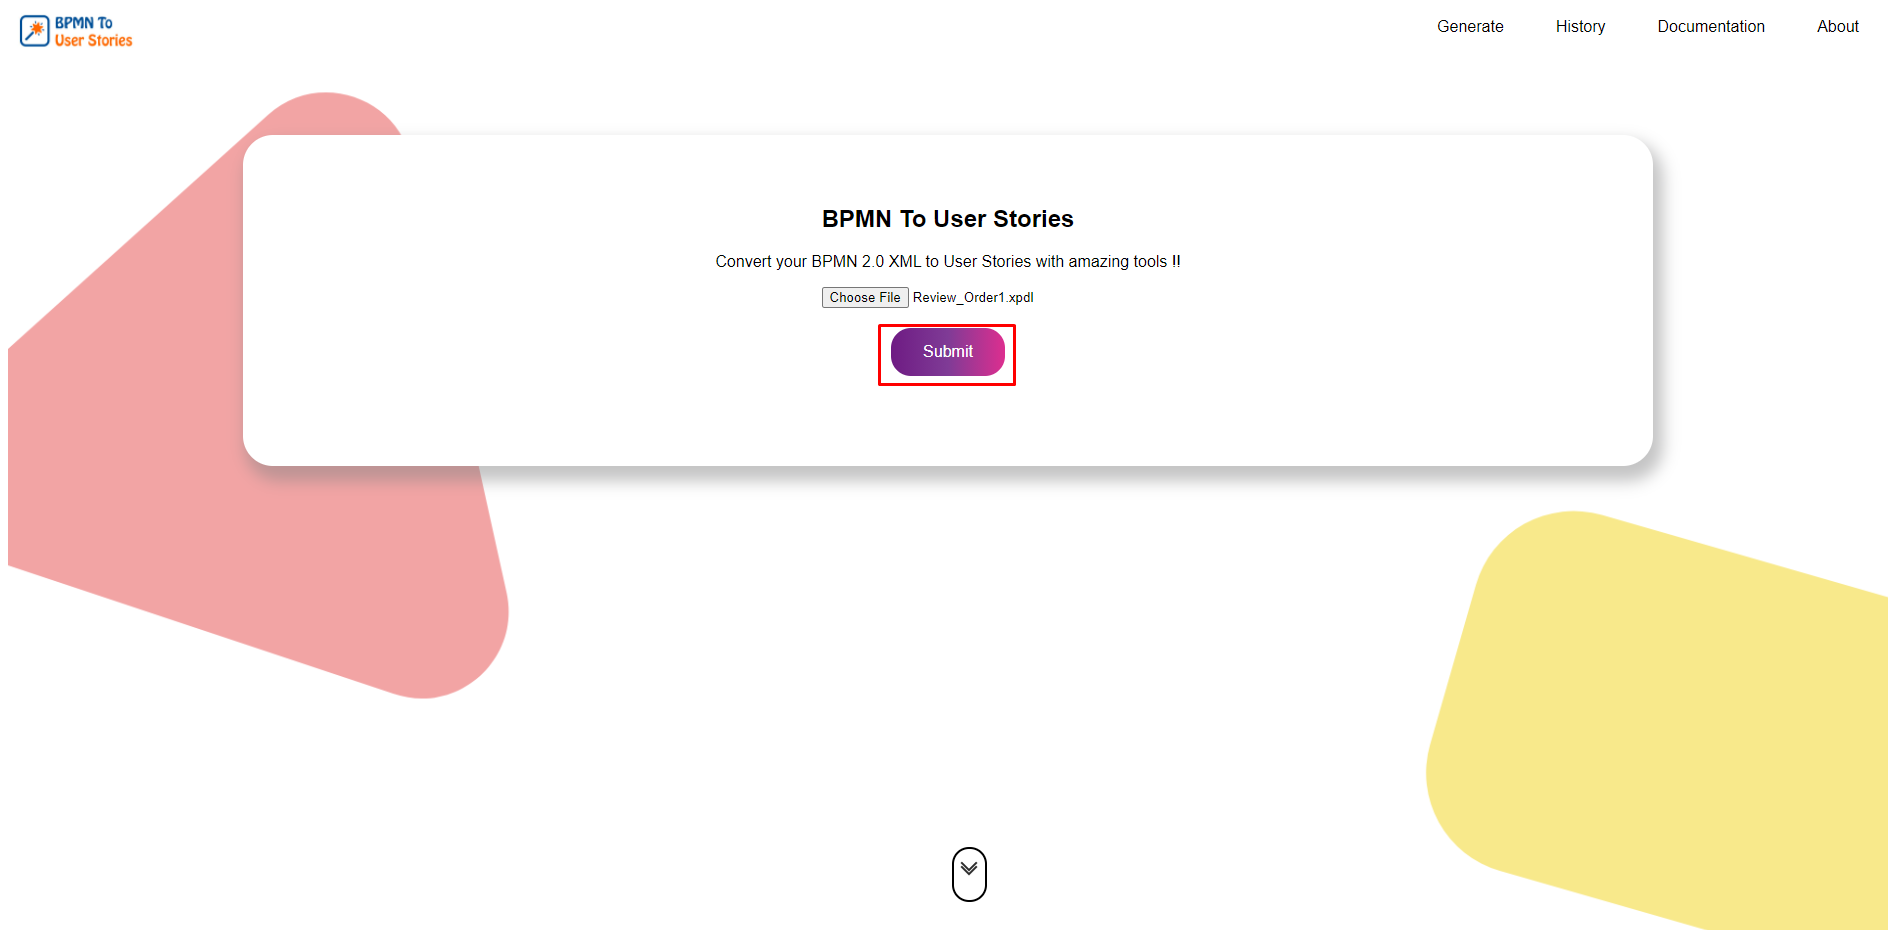 BPMN To
User Stories
Generate History Documentation About
BPMN To User Stories
Convert your BPMN 2.0 XML to User Stories with amazing tools !!
Choose File Review_Order1.xpdl
Submit